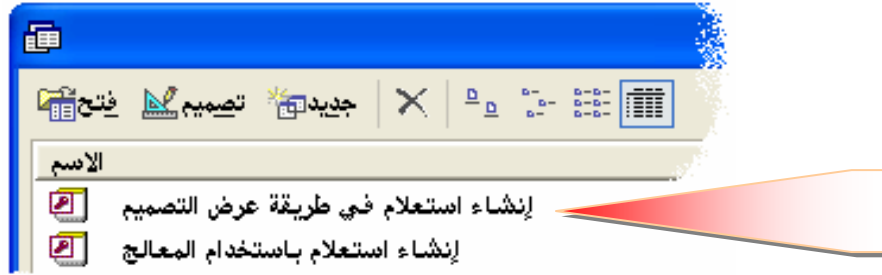 فتح تصميم جديد
الاسم
إنشاء استعلام في طريقة عرض التصميم
إنشاء استعلام باستخدام المعالج